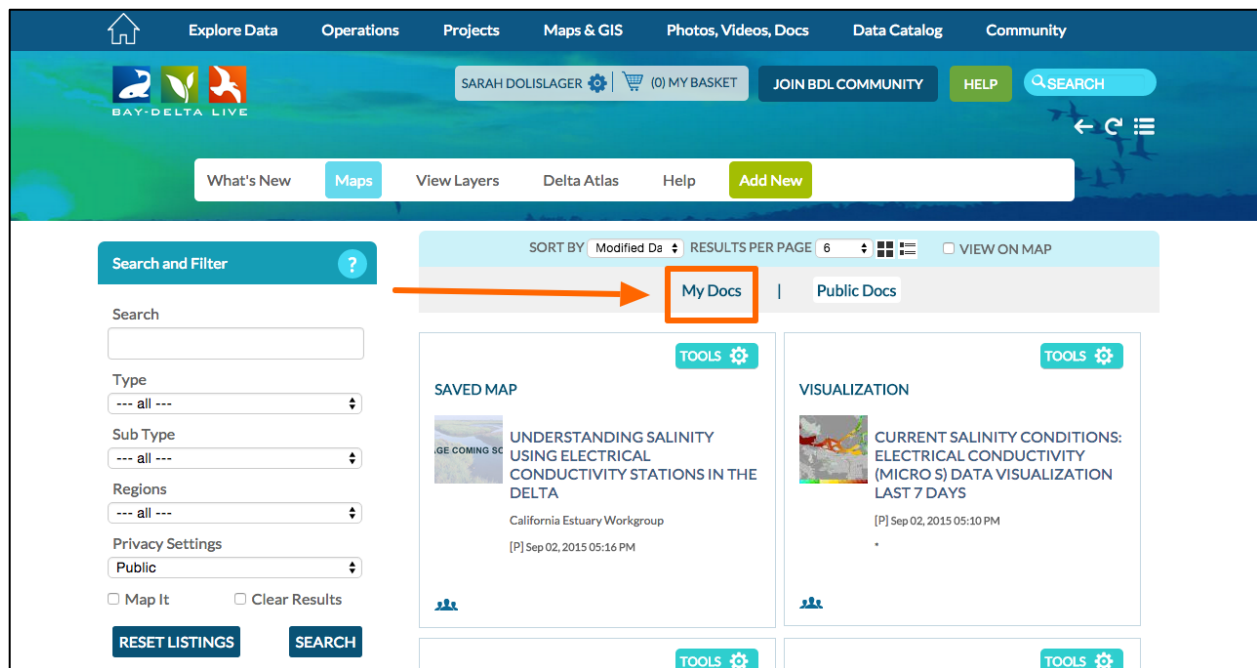 Explore Data Operations Projects Maps & GIS Photos, Videos, Docs Data Catalog Community
SARAH DOLISLAGER (0) MY BASKET JOIN BDL COMMUNITY HELP SEARCH
BAY-DELTA LIVE
What's New Maps View Layers Delta Atlas Help Add New
SORT BY Modified Da RESULTS PER PAGE 6 VIEW ON MAP
My Docs | Public Docs
Search and Filter ?
Search
Type
--- all ---
Sub Type
--- all ---
Regions
--- all ---
Privacy Settings
Public
Map It Clear Results
RESET LISTINGS SEARCH
TOOLS
SAVED MAP
GE COMING SO
UNDERSTANDING SALINITY
USING ELECTRICAL
CONDUCTIVITY STATIONS IN THE
DELTA
California Estuary Workgroup
[P] Sep 02, 2015 05:16 PM
TOOLS
VISUALIZATION
CURRENT SALINITY CONDITIONS:
ELECTRICAL CONDUCTIVITY
(MICRO S) DATA VISUALIZATION
LAST 7 DAYS
[P] Sep 02, 2015 05:10 PM
TOOLS
TOOLS